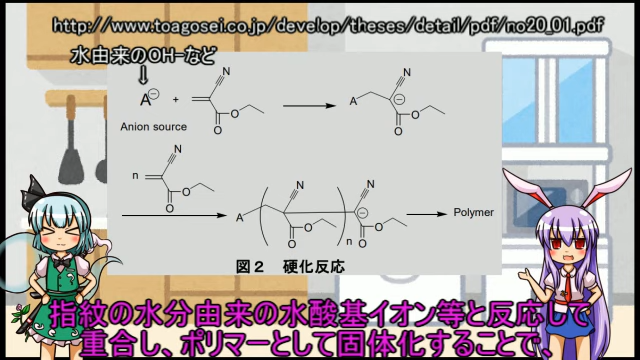 http://www.toagosei.co.jp/develop/theses/detail/pdf/no20_01.pdf
水由来のOH-など
↓
A⊖ + N O O
Anion source
A N ⊖ O O
n N O O
A N O O n N ⊖ O O
Polymer
図2 硬化反応
指紋の水分由来の水酸基イオン等と反応して
重合し、ポリマーとして固体化することで